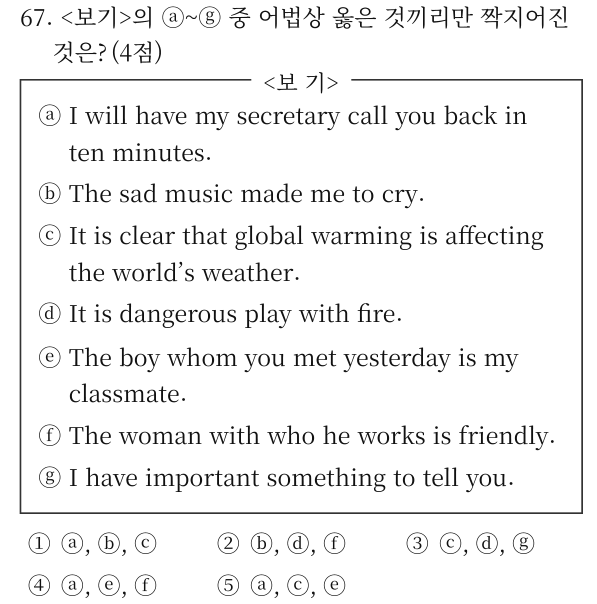 67. <보기>의 ⓐ~ⓖ 중 어법상 옳은 것끼리만 짝지어진
것은? (4점)
<보 기>
ⓐ I will have my secretary call you back in
ten minutes.
ⓑ The sad music made me to cry.
ⓒ It is clear that global warming is affecting
the world’s weather.
ⓓ It is dangerous play with fire.
ⓔ The boy whom you met yesterday is my
classmate.
ⓕ The woman with who he works is friendly.
ⓖ I have important something to tell you.
① ⓐ, ⓑ, ⓒ ② ⓑ, ⓓ, ⓕ ③ ⓒ, ⓓ, ⓖ
④ ⓐ, ⓔ, ⓕ ⑤ ⓐ, ⓒ, ⓔ